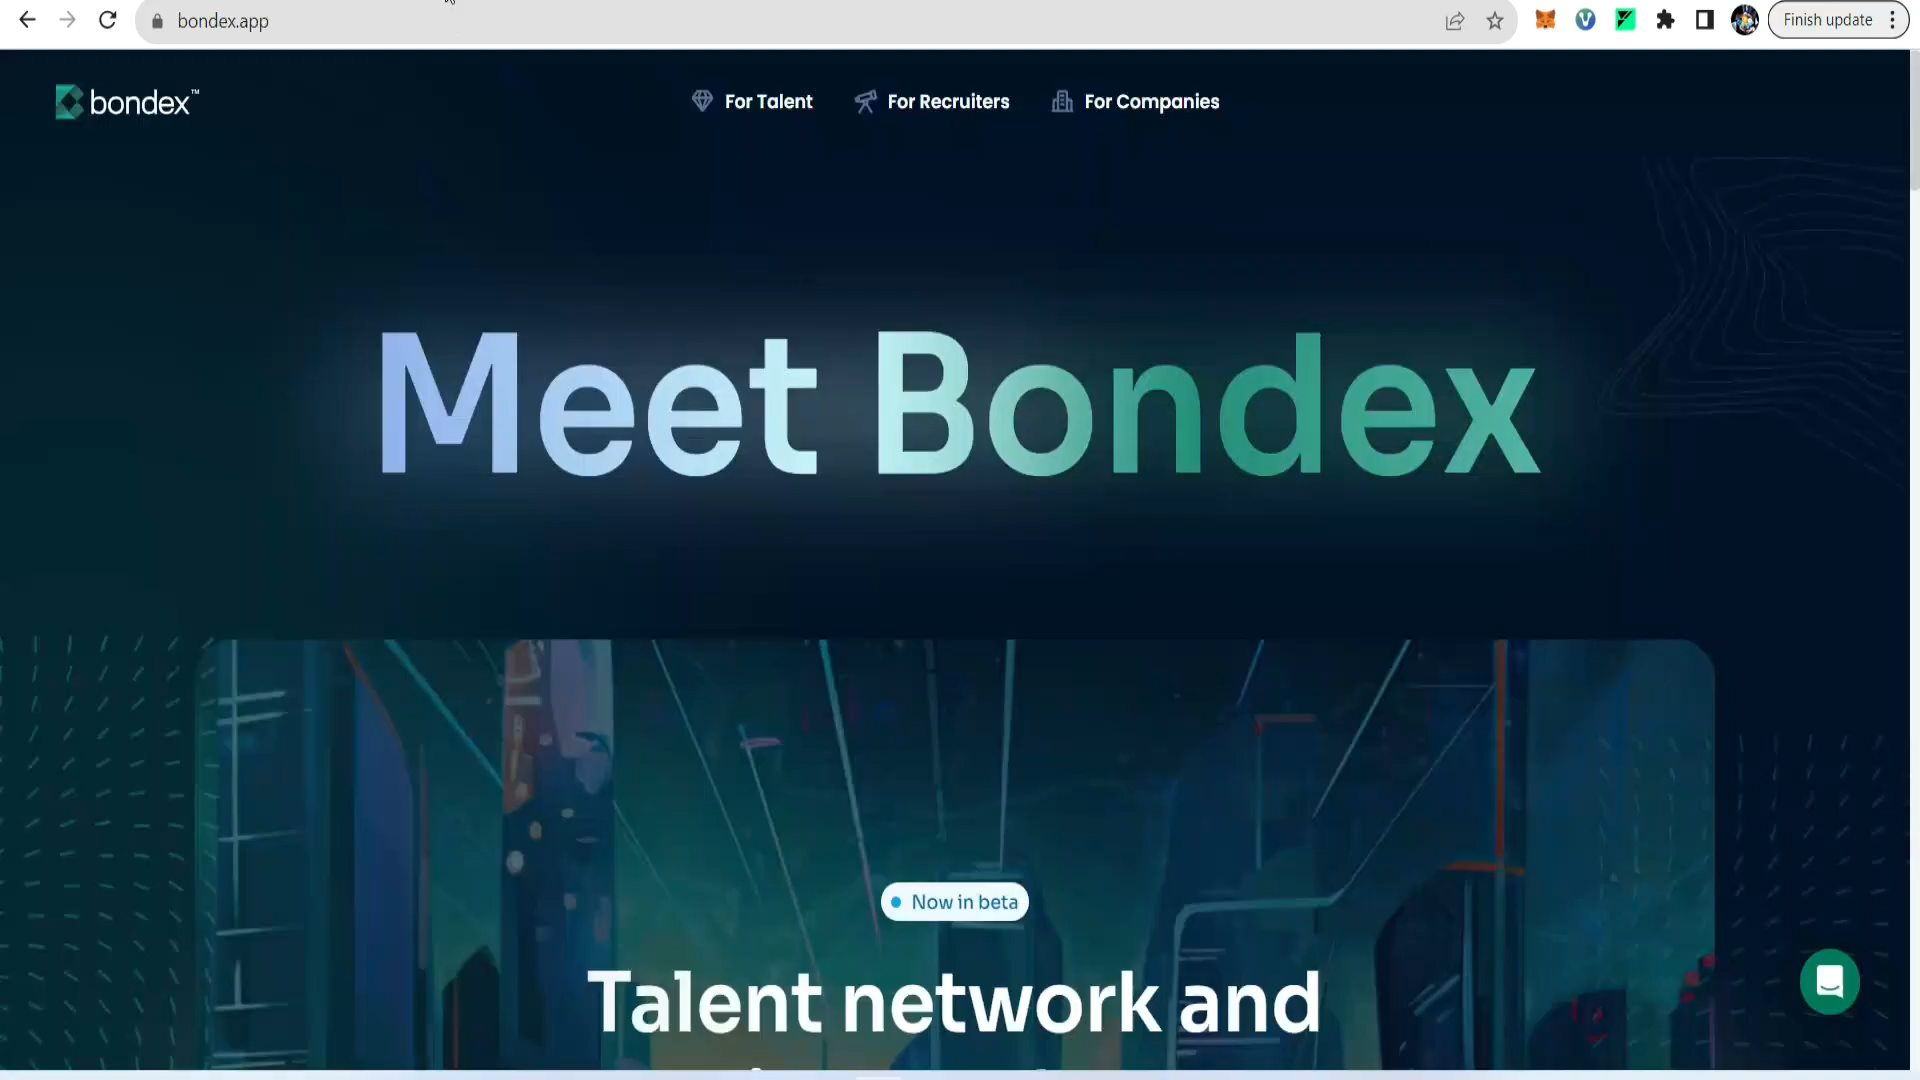 bondex.app
Finish update
bondex™
For Talent
For Recruiters
For Companies
Meet Bondex
Now in beta
Talent network and